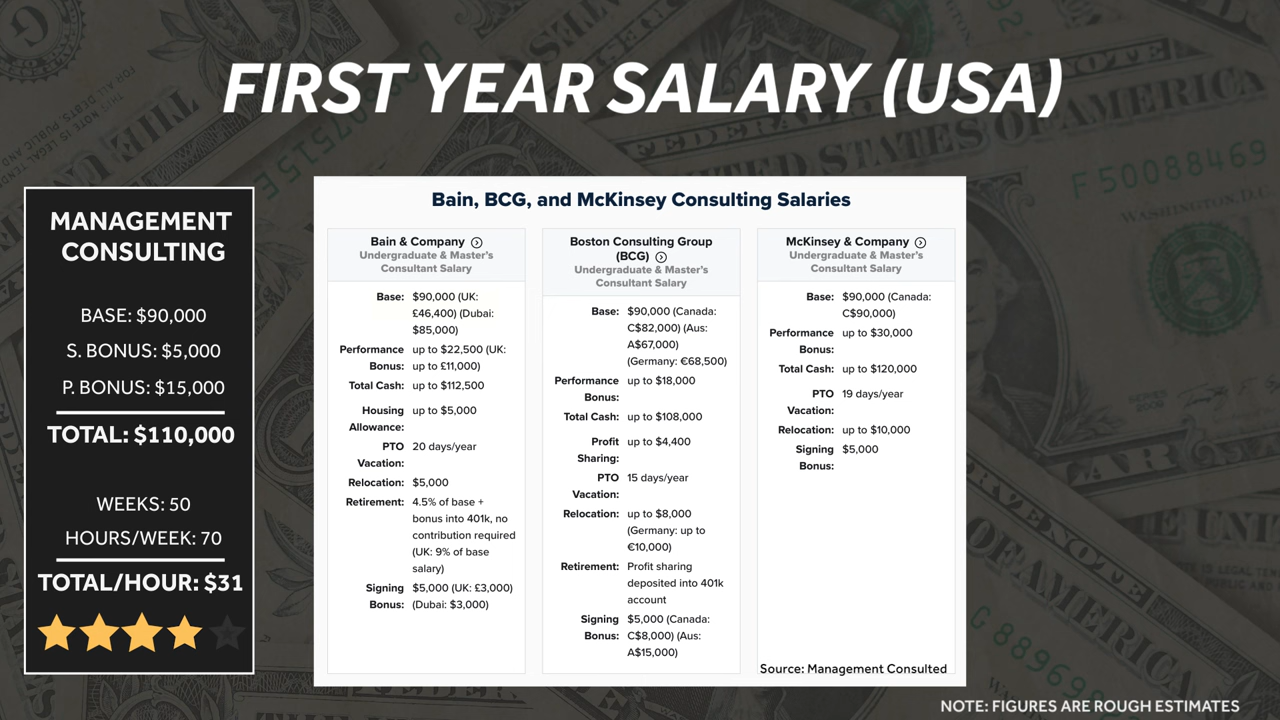 FIRST YEAR SALARY (USA)
MANAGEMENT
CONSULTING
BASE: $90,000
S. BONUS: $5,000
P. BONUS: $15,000
TOTAL: $110,000
WEEKS: 50
HOURS/WEEK: 70
TOTAL/HOUR: $31
Bain, BCG, and McKinsey Consulting Salaries
Bain & Company
Undergraduate & Master's
Consultant Salary
Base: $90,000 (UK:
£46,400) (Dubai:
$85,000)
Performance up to $22,500 (UK:
Bonus: up to £11,000)
Total Cash: up to $112,500
Housing up to $5,000
Allowance:
PTO 20 days/year
Vacation:
Relocation: $5,000
Retirement: 4.5% of base +
bonus into 401k, no
contribution required
(UK: 9% of base
salary)
Signing $5,000 (UK: £3,000)
Bonus: (Dubai: $3,000)
Boston Consulting Group
(BCG)
Undergraduate & Master's
Consultant Salary
Base: $90,000 (Canada:
C$82,000) (Aus:
A$67,000)
(Germany: €68,500)
Performance up to $18,000
Bonus:
Total Cash: up to $108,000
Profit up to $4,400
Sharing:
PTO 15 days/year
Vacation:
Relocation: up to $8,000
(Germany: up to
€10,000)
Retirement: Profit sharing
deposited into 401k
account
Signing $5,000 (Canada:
Bonus: C$8,000) (Aus:
A$15,000)
McKinsey & Company
Undergraduate & Master's
Consultant Salary
Base: $90,000 (Canada:
C$90,000)
Performance up to $30,000
Bonus:
Total Cash: up to $120,000
PTO 19 days/year
Vacation:
Relocation: up to $10,000
Signing $5,000
Bonus:
Source: Management Consulted
NOTE: FIGURES ARE ROUGH ESTIMATES